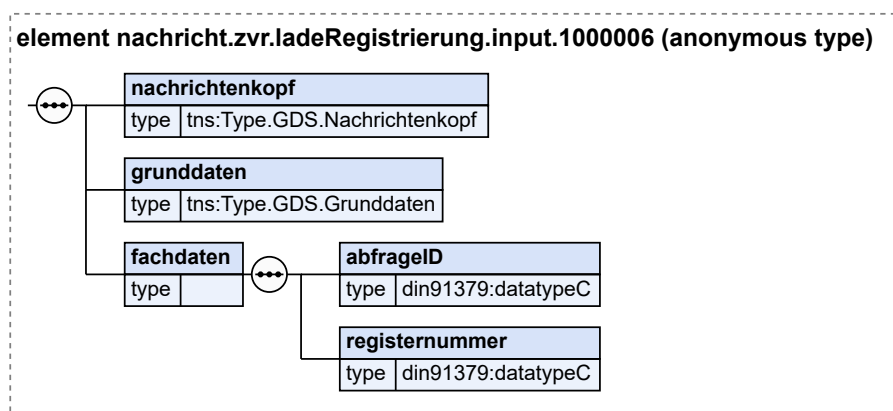 element nachricht.zvr.ladeRegistrierung.input.1000006 (anonymous type)
nachrichtenkopf
type tns:Type.GDS.Nachrichtenkopf
grunddaten
type tns:Type.GDS.Grunddaten
fachdaten
type
abfrageID
type din91379:datatypeC
registernummer
type din91379:datatypeC